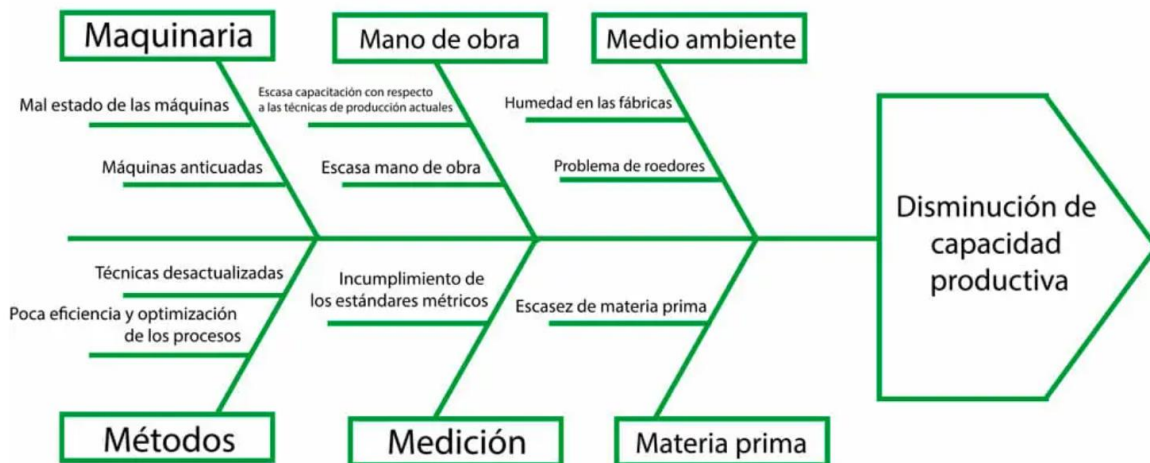 Maquinaria
Mano de obra
Medio ambiente
Mal estado de las máquinas
Máquinas anticuadas
Escasa capacitación con respecto
a las técnicas de producción actuales
Escasa mano de obra
Humedad en las fábricas
Problema de roedores
Disminución de
capacidad
productiva
Técnicas desactualizadas
Poca eficiencia y optimización
de los procesos
Incumplimiento de
los estándares métricos
Escasez de materia prima
Métodos
Medición
Materia prima